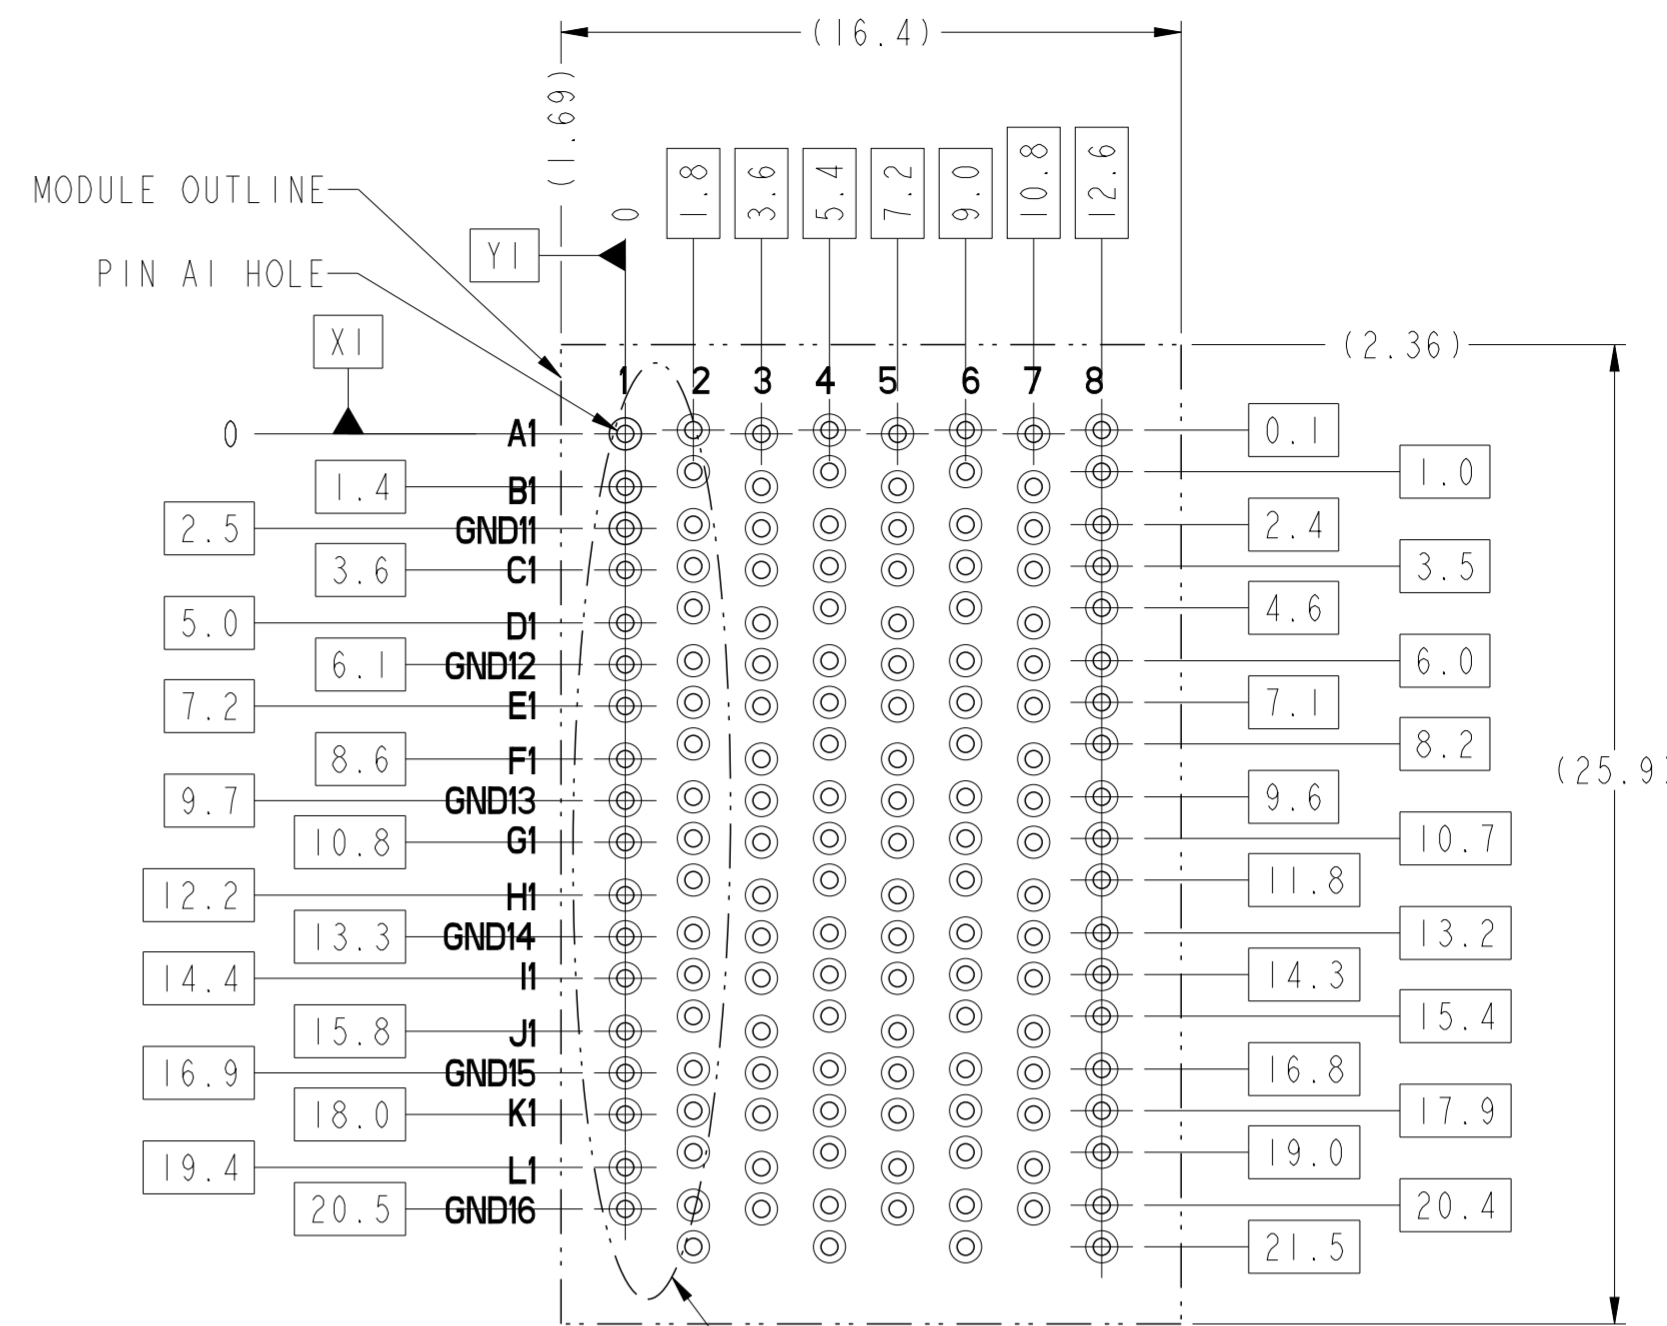 (16.4)
(1.69)
MODULE OUTLINE
PIN A1 HOLE
Y1
X1
0
1.8
3.6
5.4
7.2
9.0
10.8
12.6
(2.36)
1 2 3 4 5 6 7 8
0 A1 0.1
1.0
1.4 B1
2.5 GND11 2.4
3.6 C1 3.5
5.0 D1 4.6
6.1 GND12 6.0
7.2 E1 7.1
8.6 F1 8.2
(25.9)
9.7 GND13 9.6
10.8 G1 10.7
12.2 H1 11.8
13.3 GND14 13.2
14.4 I1 14.3
15.8 J1 15.4
16.9 GND15 16.8
18.0 K1 17.9
19.4 L1 19.0
20.5 GND16 20.4
21.5